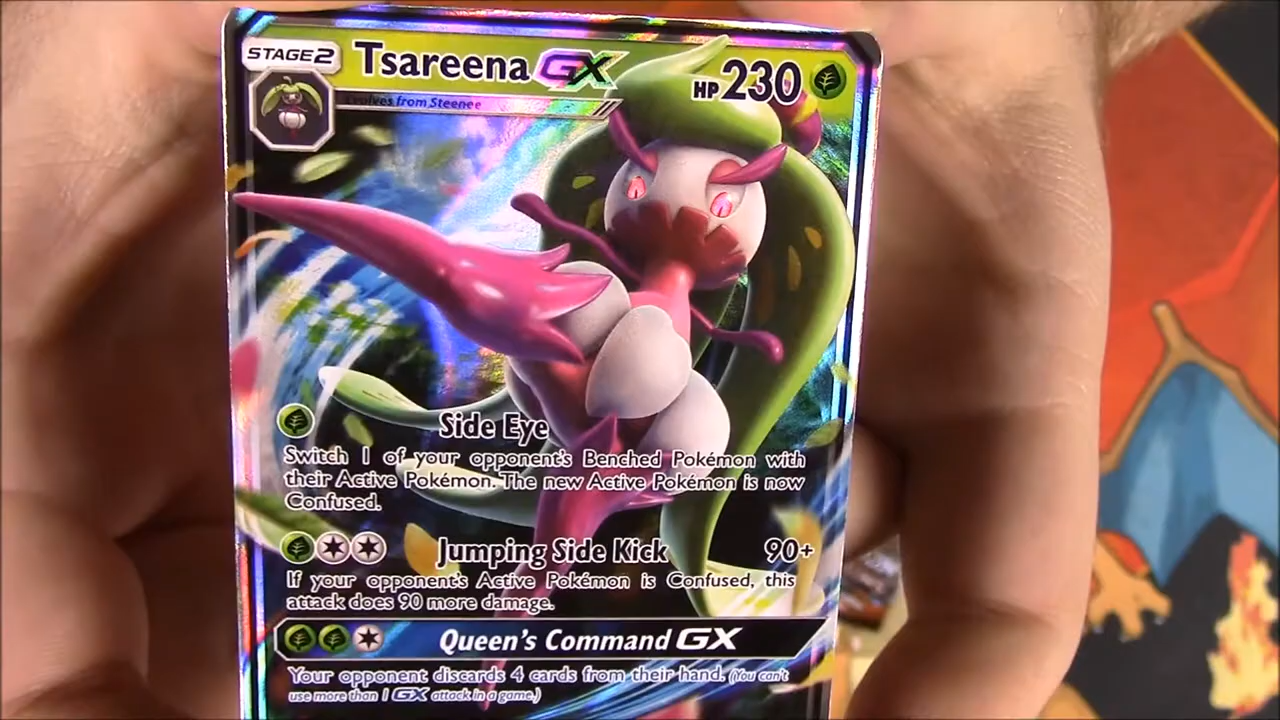 STAGE2 Tsareena GX HP 230
Evolves from Steenee
Side Eye
Switch 1 of your opponent's Benched Pokémon with
their Active Pokémon. The new Active Pokémon is now
Confused.
Jumping Side Kick 90+
If your opponent's Active Pokémon is Confused, this
attack does 90 more damage.
Queen's Command GX
Your opponent discards 4 cards from their hand. (You can't
use more than 1 GX attack in a game.)